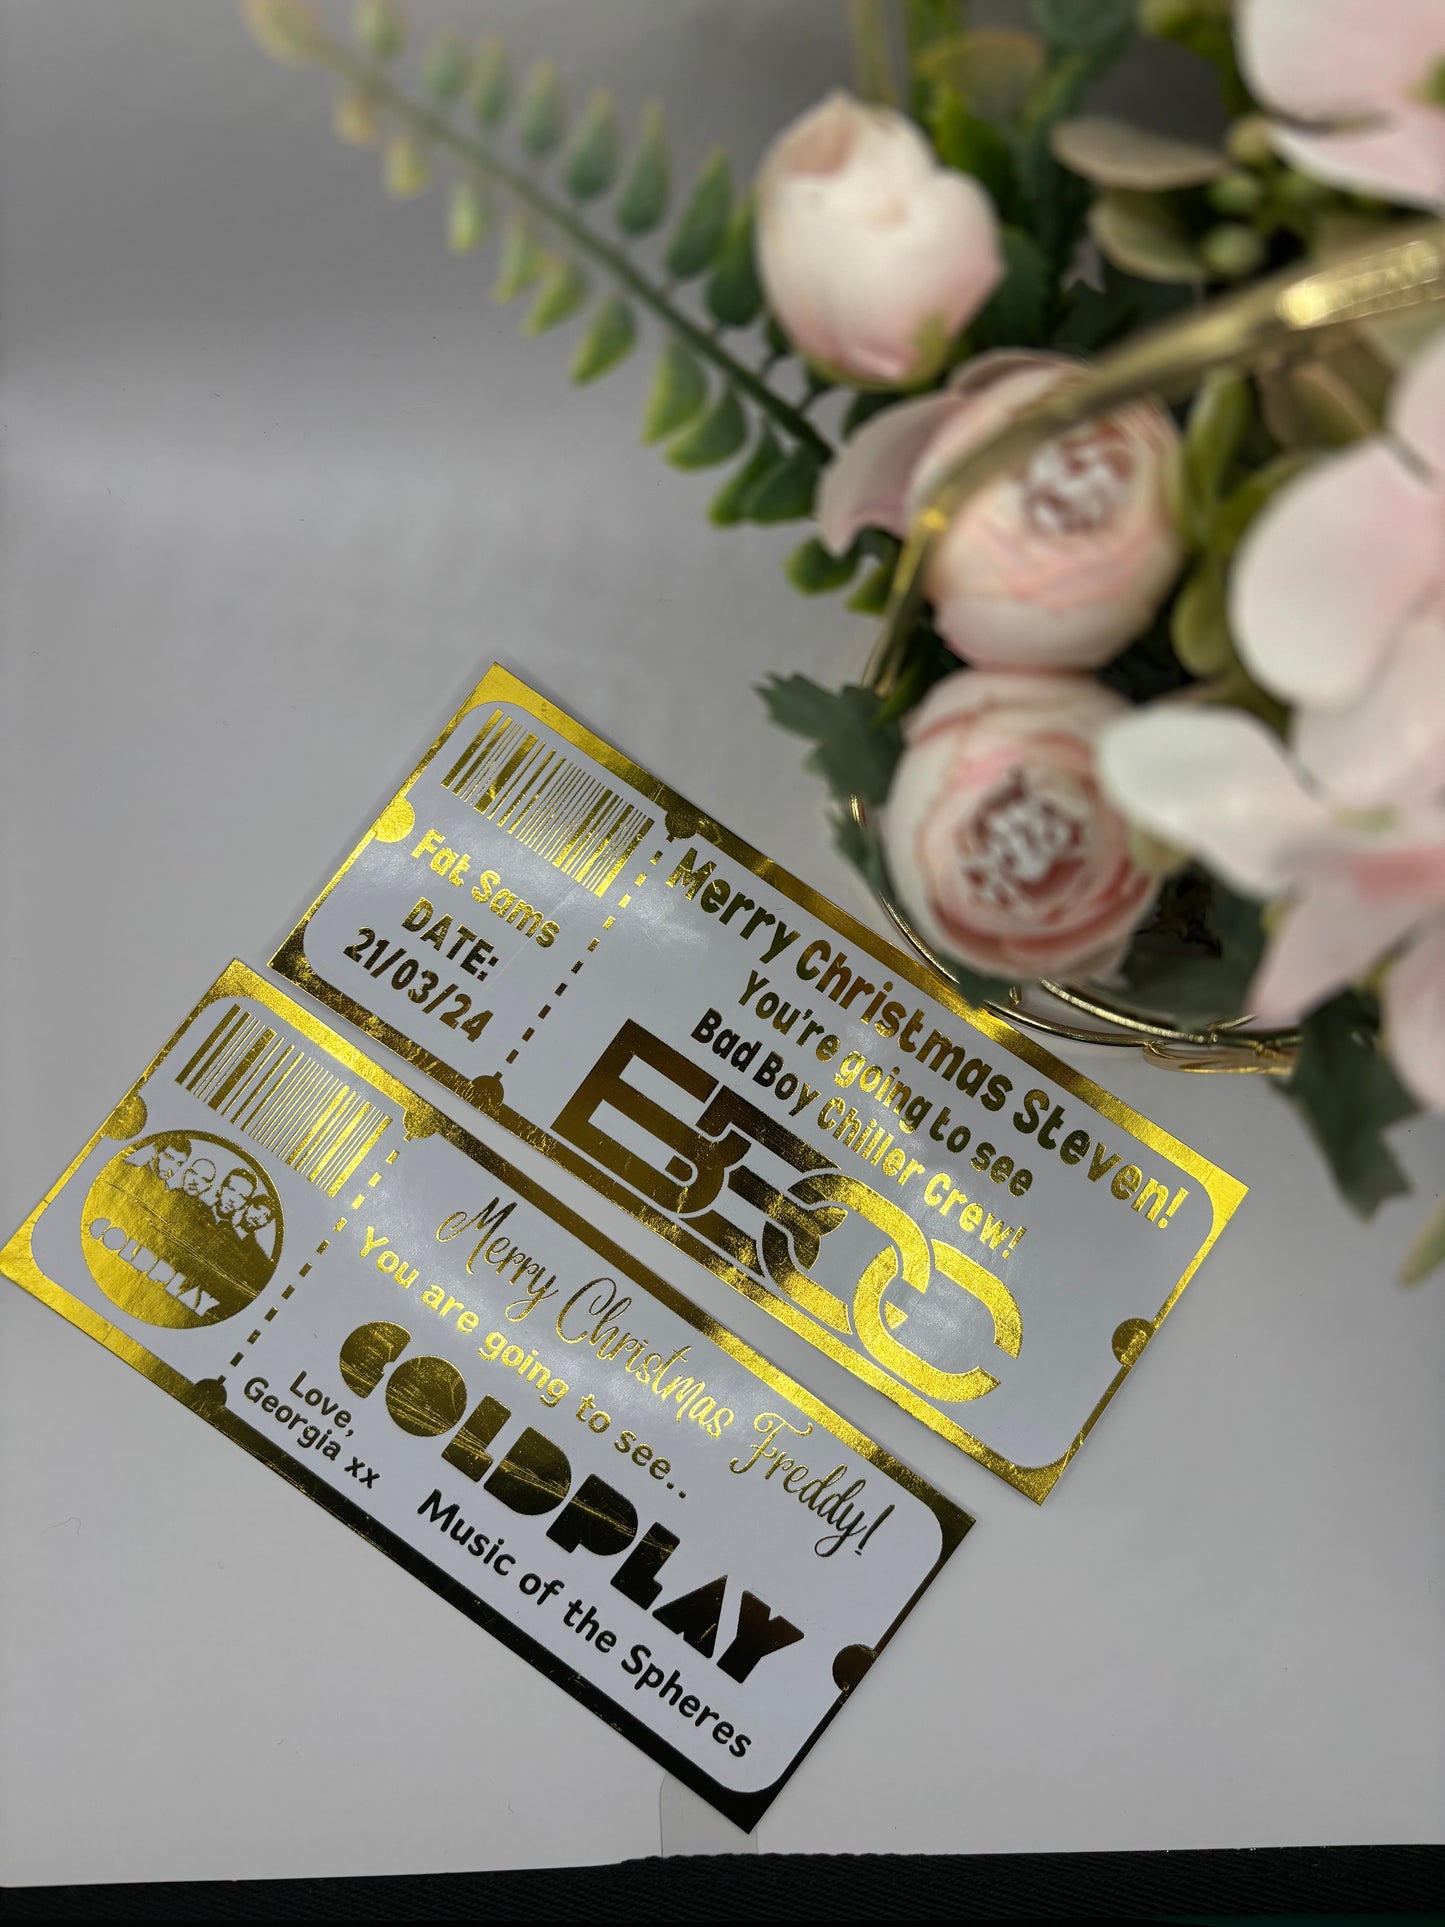 Fat Sams
DATE:
21/03/24
Merry Christmas Steven!
You're going to see
Bad Boy Chiller Crew!
BBCC
COLDPLAY
Love,
Georgia xx
Merry Christmas Freddy!
You are going to see..
COLDPLAY
Music of the Spheres